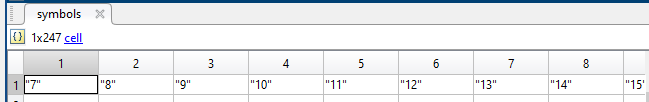 symbols
{} 1x247 cell
1 2 3 4 5 6 7 8
1 "7" "8" "9" "10" "11" "12" "13" "14" "15"